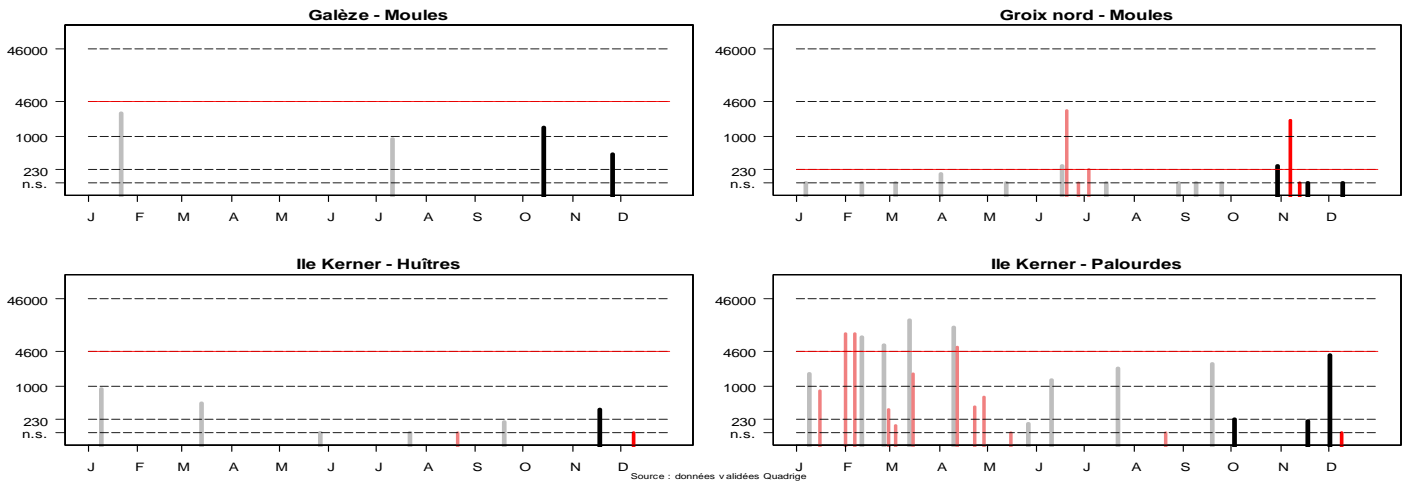 Galèze - Moules
46000
4600
1000
230
n.s.
J F M A M J J A S O N D
Groix nord - Moules
46000
4600
1000
230
n.s.
J F M A M J J A S O N D
Ile Kerner - Huîtres
46000
4600
1000
230
n.s.
J F M A M J J A S O N D
Ile Kerner - Palourdes
46000
4600
1000
230
n.s.
J F M A M J J A S O N D
Source : données validées Quadrige